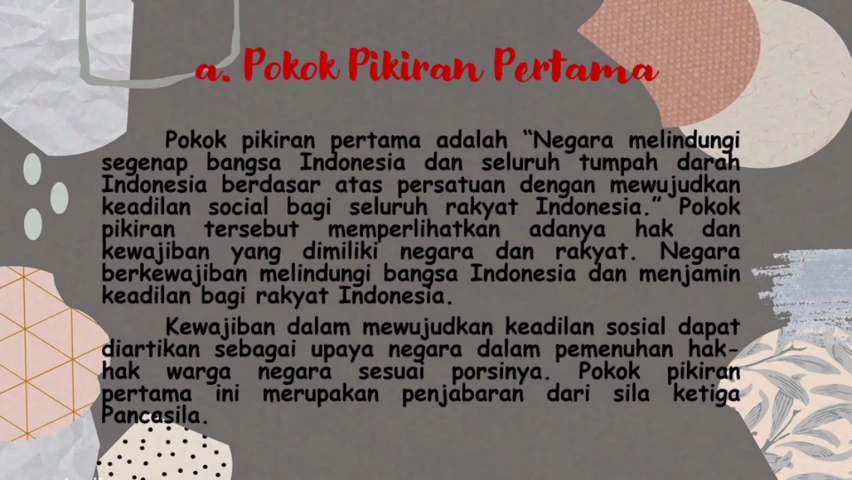 a. Pokok Pikiran Pertama
Pokok pikiran pertama adalah “Negara melindungi
segenap bangsa Indonesia dan seluruh tumpah darah
Indonesia berdasar atas persatuan dengan mewujudkan
keadilan social bagi seluruh rakyat Indonesia.” Pokok
pikiran tersebut memperlihatkan adanya hak dan
kewajiban yang dimiliki negara dan rakyat. Negara
berkewajiban melindungi bangsa Indonesia dan menjamin
keadilan bagi rakyat Indonesia.
Kewajiban dalam mewujudkan keadilan sosial dapat
diartikan sebagai upaya negara dalam pemenuhan hak-
hak warga negara sesuai porsinya. Pokok pikiran
pertama ini merupakan penjabaran dari sila ketiga
Pancasila.